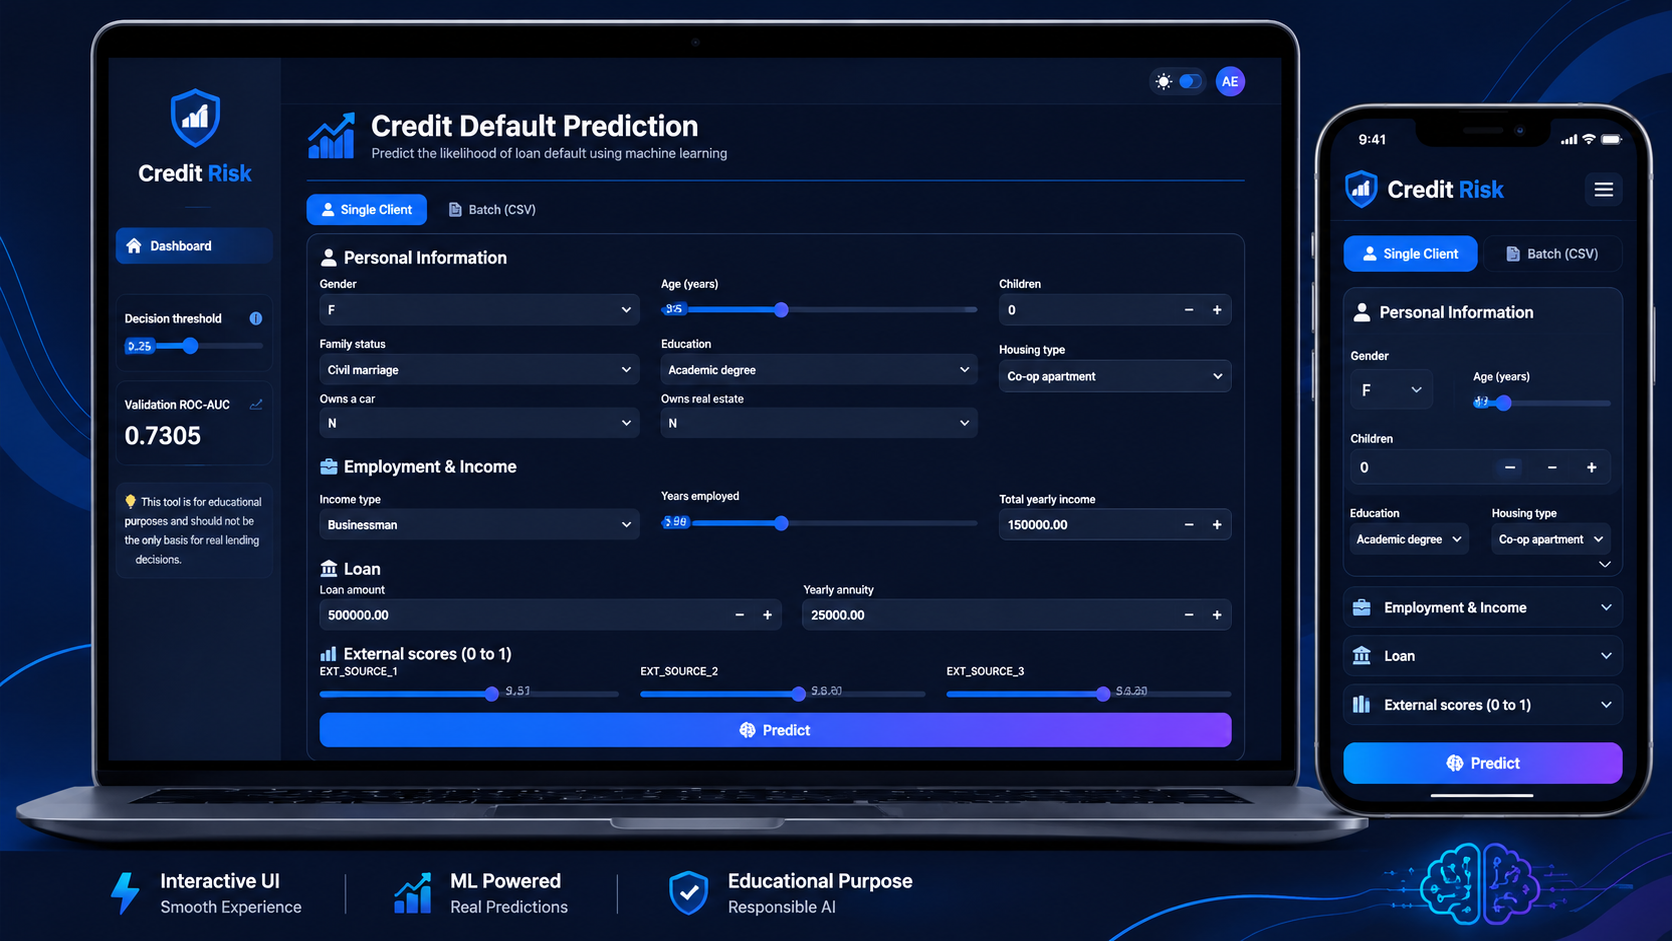 AE
Credit Risk
Dashboard
Decision threshold
Validation ROC-AUC
0.7305
This tool is for educational
purposes and should not be
the only basis for real lending
decisions.
Credit Default Prediction
Predict the likelihood of loan default using machine learning
Single Client
Batch (CSV)
Personal Information
Gender
F
Age (years)
Children
0
Family status
Civil marriage
Education
Academic degree
Housing type
Co-op apartment
Owns a car
N
Owns real estate
N
Employment & Income
Income type
Businessman
Years employed
Total yearly income
150000.00
Loan
Loan amount
500000.00
Yearly annuity
25000.00
External scores (0 to 1)
EXT_SOURCE_1
EXT_SOURCE_2
EXT_SOURCE_3
Predict
9:41
Credit Risk
Single Client
Batch (CSV)
Personal Information
Gender
F
Age (years)
Children
0
Education
Academic degree
Housing type
Co-op apartment
Employment & Income
Loan
External scores (0 to 1)
Predict
Interactive UI
Smooth Experience
ML Powered
Real Predictions
Educational Purpose
Responsible AI